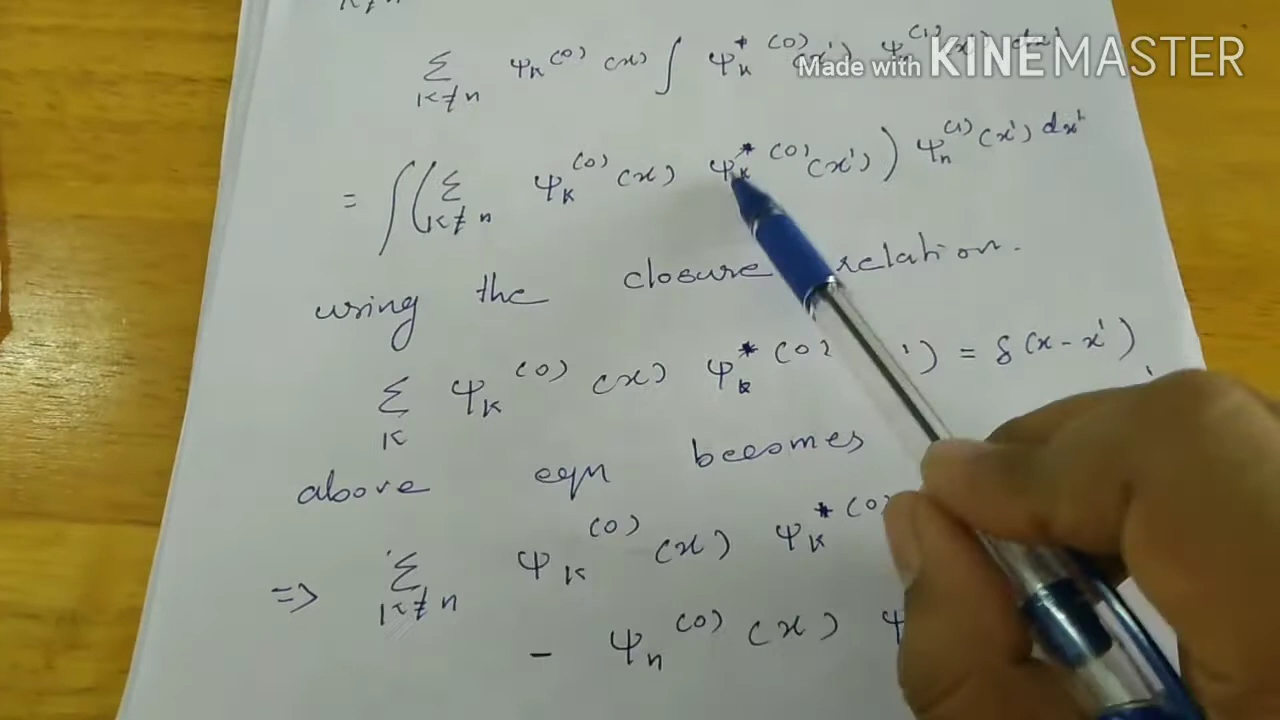 Σ k≠n ψk^(0) (x) ∫ ψk^*(0) (x') ψn^(1) (x') dx'
Made with KINEMASTER
= ∫ ( Σ k≠n ψk^(0) (x) ψk^*(0) (x') ) ψn^(1) (x') dx'
using the closure relation.
Σ k ψk^(0) (x) ψk^*(0) ') = δ(x - x')
above eqn becomes
=> Σ k≠n ψk^(0) (x) ψk^*(0)
- ψn^(0) (x) ψ